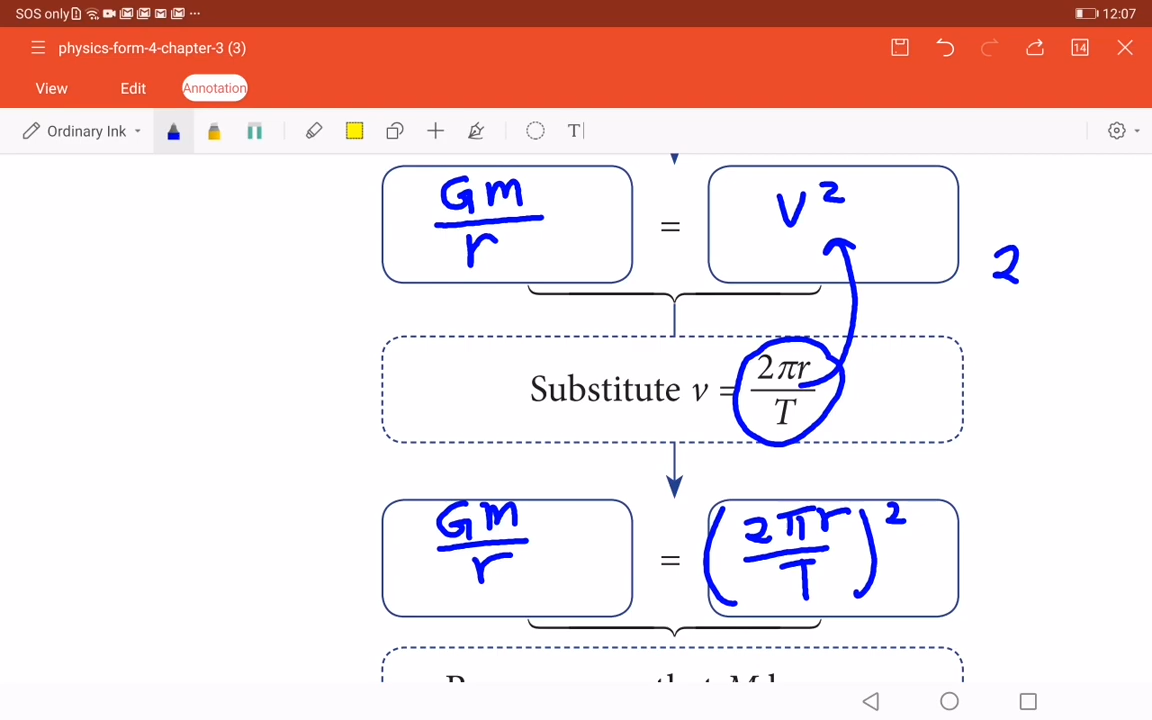 SOS only ... 12:07
physics-form-4-chapter-3 (3) 14
View Edit Annotation
Ordinary Ink T
Gm/r = v²
2
Substitute v = 2πr/T
Gm/r = (2πr/T)²